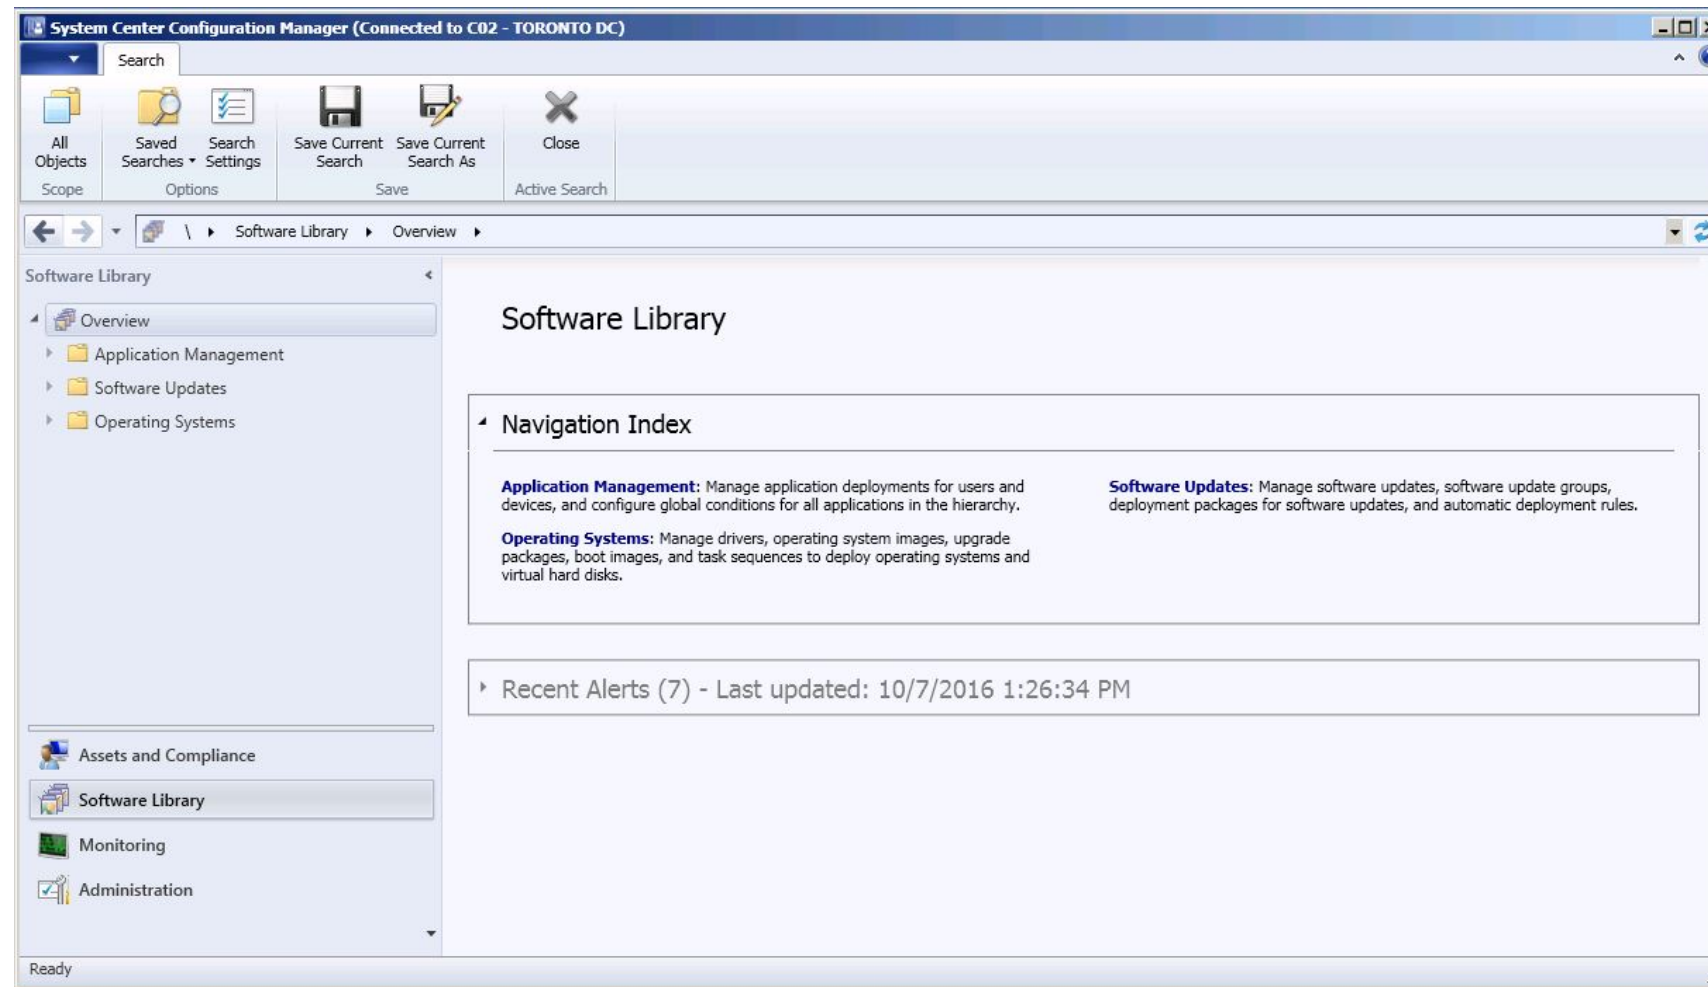 System Center Configuration Manager (Connected to C02 - TORONTO DC)
Search
All Objects
Saved Searches
Search Settings
Save Current Search
Save Current Search As
Close
Scope
Options
Save
Active Search
\ Software Library Overview
Software Library
Overview
Application Management
Software Updates
Operating Systems
Assets and Compliance
Software Library
Monitoring
Administration
Software Library
Navigation Index
Application Management: Manage application deployments for users and
devices, and configure global conditions for all applications in the hierarchy.
Operating Systems: Manage drivers, operating system images, upgrade
packages, boot images, and task sequences to deploy operating systems and
virtual hard disks.
Software Updates: Manage software updates, software update groups,
deployment packages for software updates, and automatic deployment rules.
Recent Alerts (7) - Last updated: 10/7/2016 1:26:34 PM
Ready